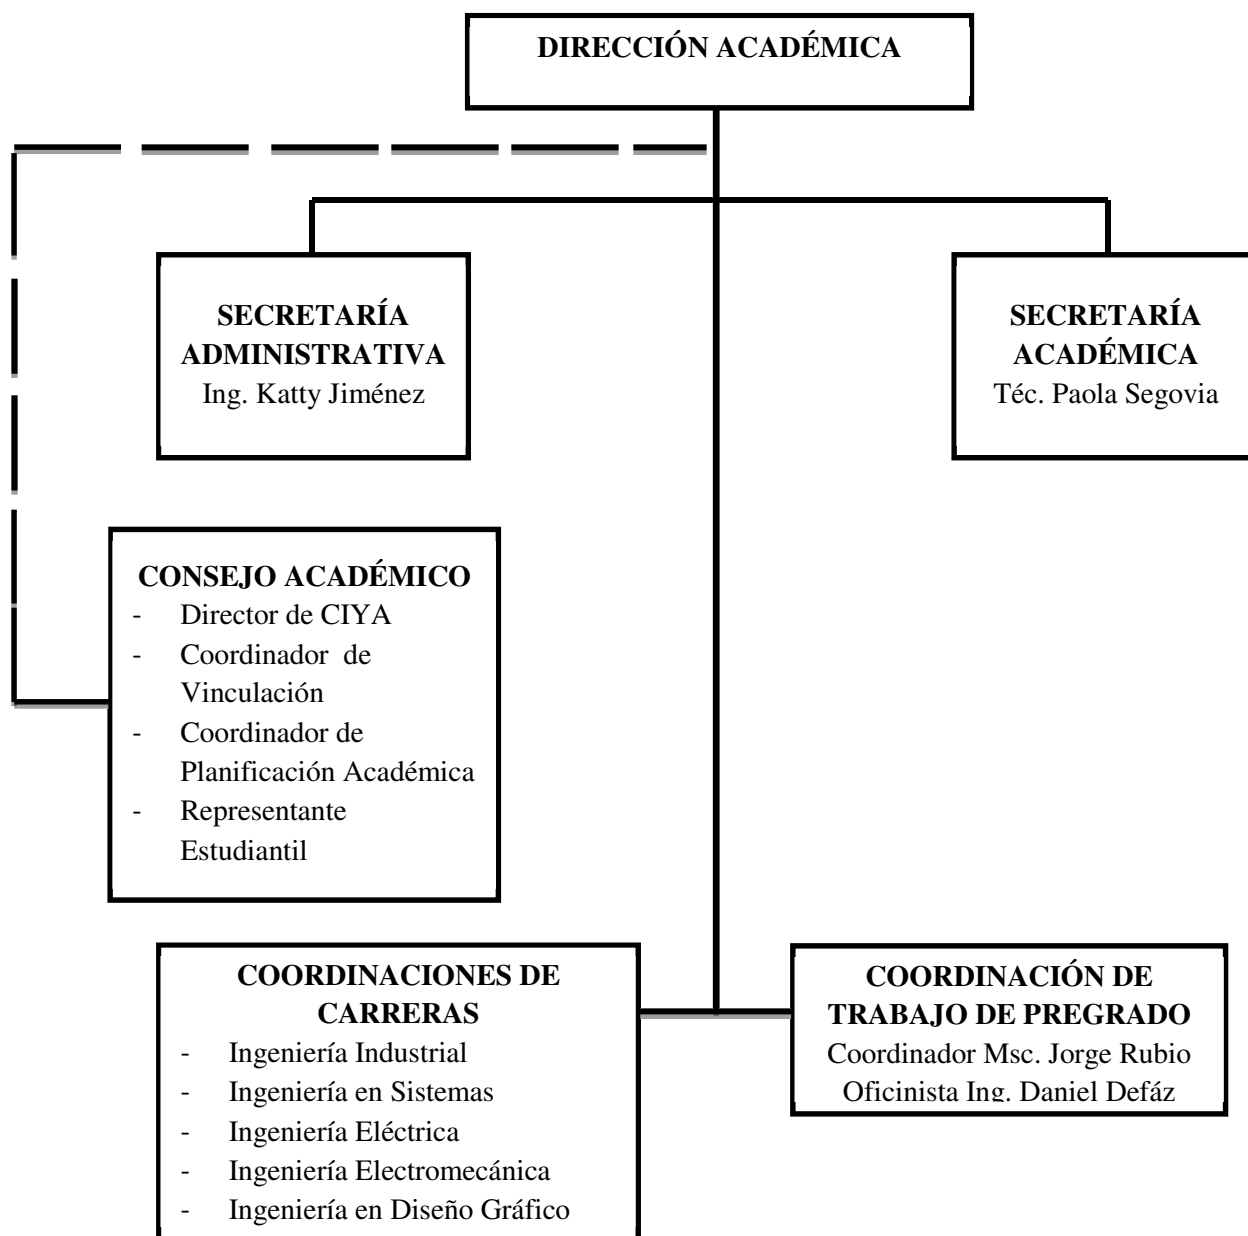 DIRECCIÓN ACADÉMICA
SECRETARÍA
ADMINISTRATIVA
Ing. Katty Jiménez
SECRETARÍA
ACADÉMICA
Téc. Paola Segovia
CONSEJO ACADÉMICO
- Director de CIYA
- Coordinador de
Vinculación
- Coordinador de
Planificación Académica
- Representante
Estudiantil
COORDINACIONES DE
CARRERAS
- Ingeniería Industrial
- Ingeniería en Sistemas
- Ingeniería Eléctrica
- Ingeniería Electromecánica
- Ingeniería en Diseño Gráfico
COORDINACIÓN DE
TRABAJO DE PREGRADO
Coordinador Msc. Jorge Rubio
Oficinista Ing. Daniel Defáz